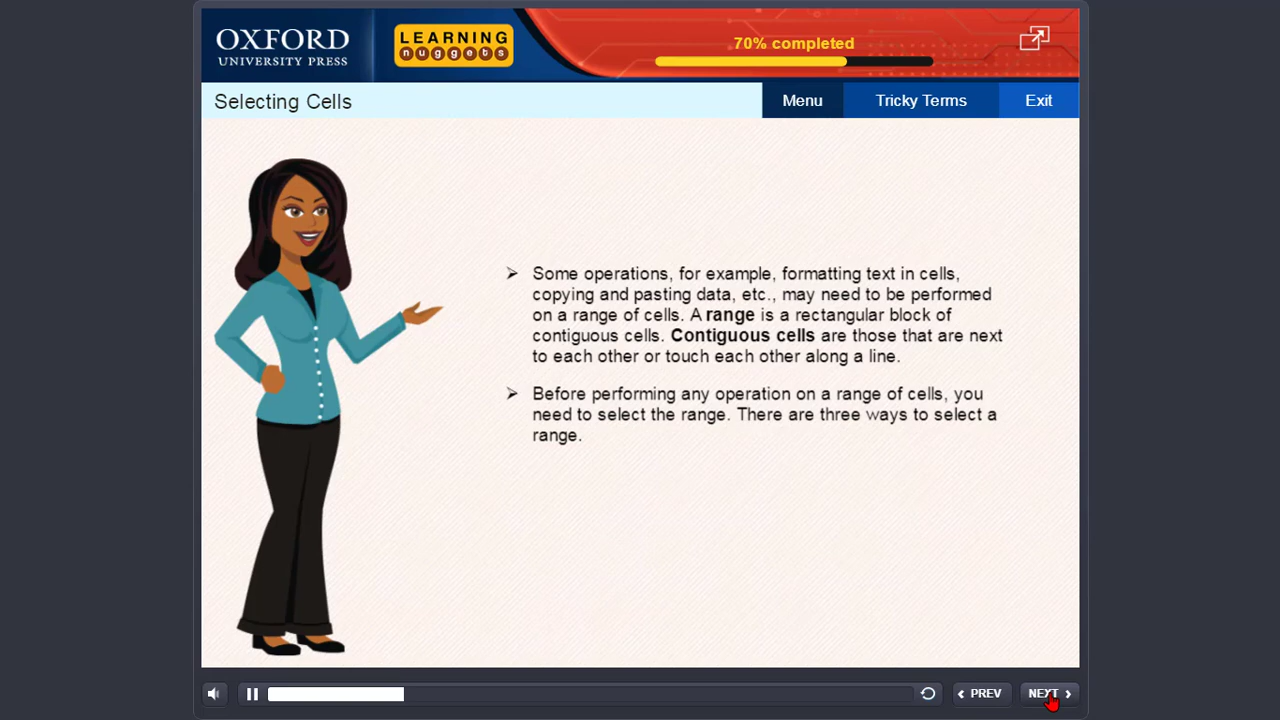 OXFORD
UNIVERSITY PRESS
LEARNING
nuggets
70% completed
Selecting Cells
Menu
Tricky Terms
Exit
➢ Some operations, for example, formatting text in cells,
copying and pasting data, etc., may need to be performed
on a range of cells. A range is a rectangular block of
contiguous cells. Contiguous cells are those that are next
to each other or touch each other along a line.
➢ Before performing any operation on a range of cells, you
need to select the range. There are three ways to select a
range.
PREV
NEXT